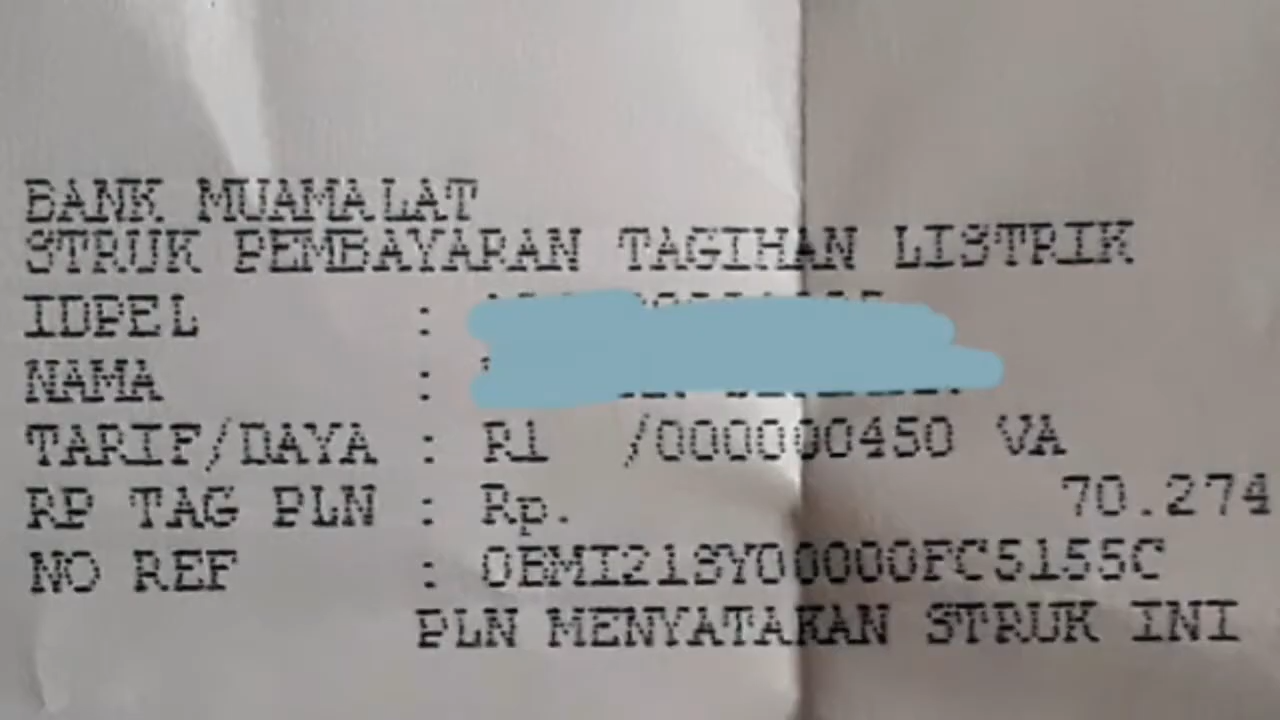 BANK MUAMALAT
STRUK PEMBAYARAN TAGIHAN LISTRIK
IDPEL :
NAMA :
TARIF/DAYA : R1 /000000450 VA
RP TAG PLN : Rp. 70.274
NO REF : 0BMI21SY00000FC5155C
PLN MENYATAKAN STRUK INI